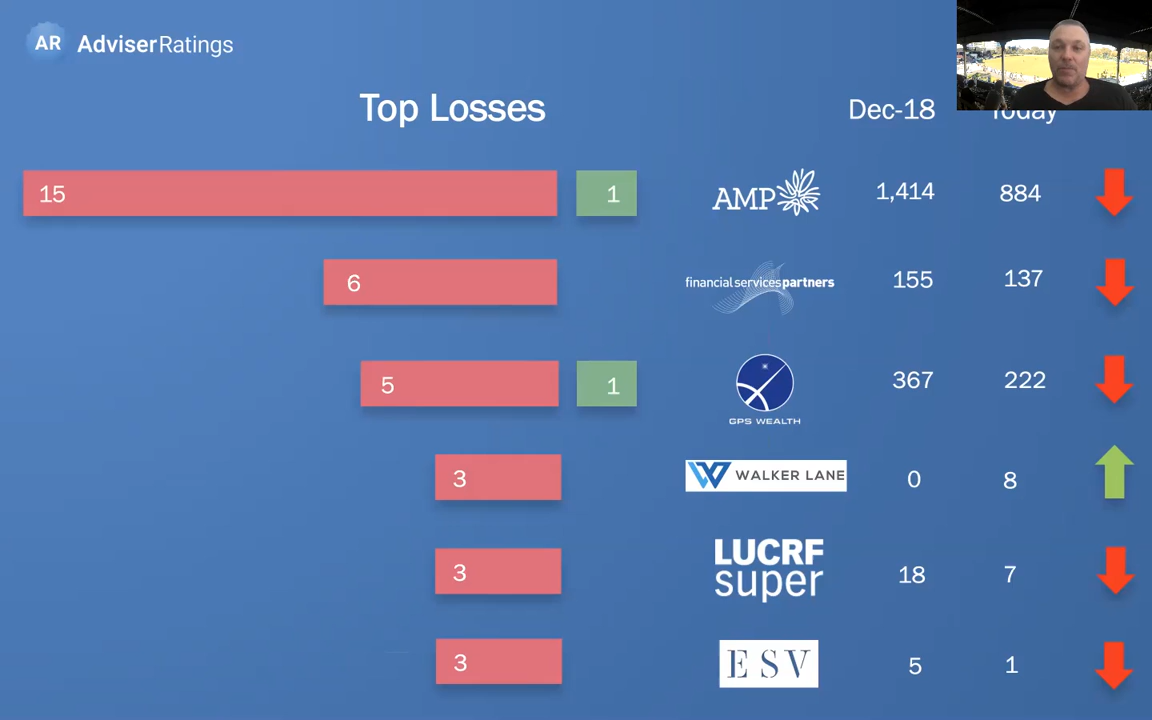 AR AdviserRatings
Top Losses Dec-18 Today
15 1 AMP 1,414 884
6 financial services partners 155 137
5 1 GPS WEALTH 367 222
3 W WALKER LANE 0 8
3 LUCRF super 18 7
3 ESV 5 1